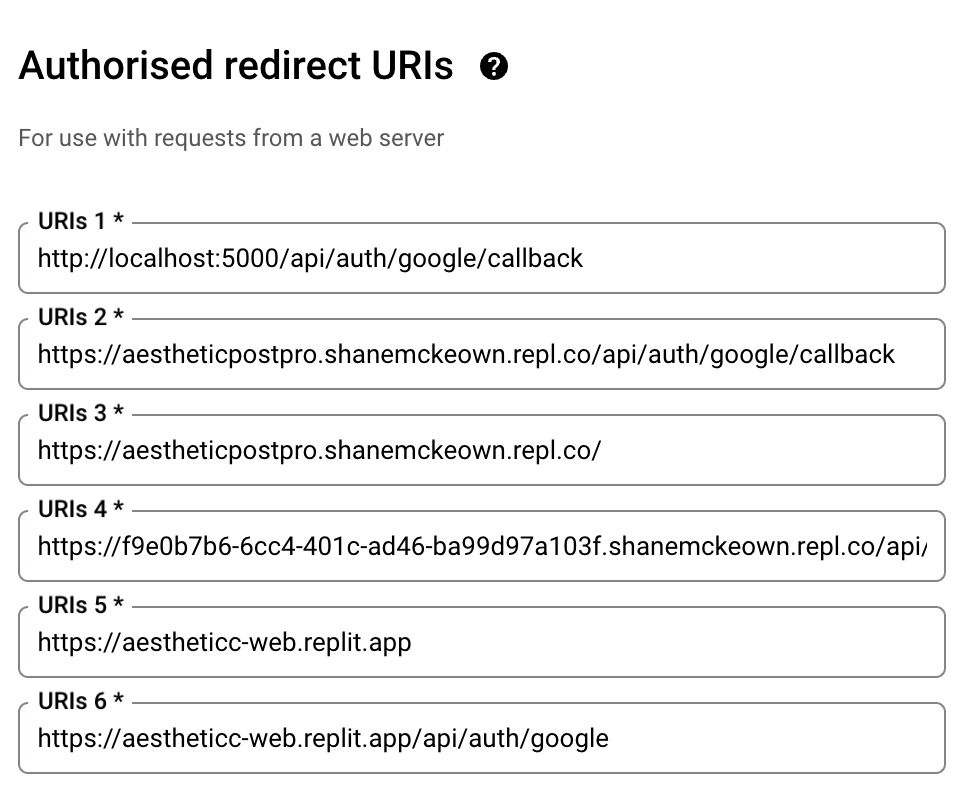 Authorised redirect URIs ?
For use with requests from a web server
URIs 1 *
http://localhost:5000/api/auth/google/callback
URIs 2 *
https://aestheticpostpro.shanemckeown.repl.co/api/auth/google/callback
URIs 3 *
https://aestheticpostpro.shanemckeown.repl.co/
URIs 4 *
https://f9e0b7b6-6cc4-401c-ad46-ba99d97a103f.shanemckeown.repl.co/api/
URIs 5 *
https://aestheticc-web.replit.app
URIs 6 *
https://aestheticc-web.replit.app/api/auth/google